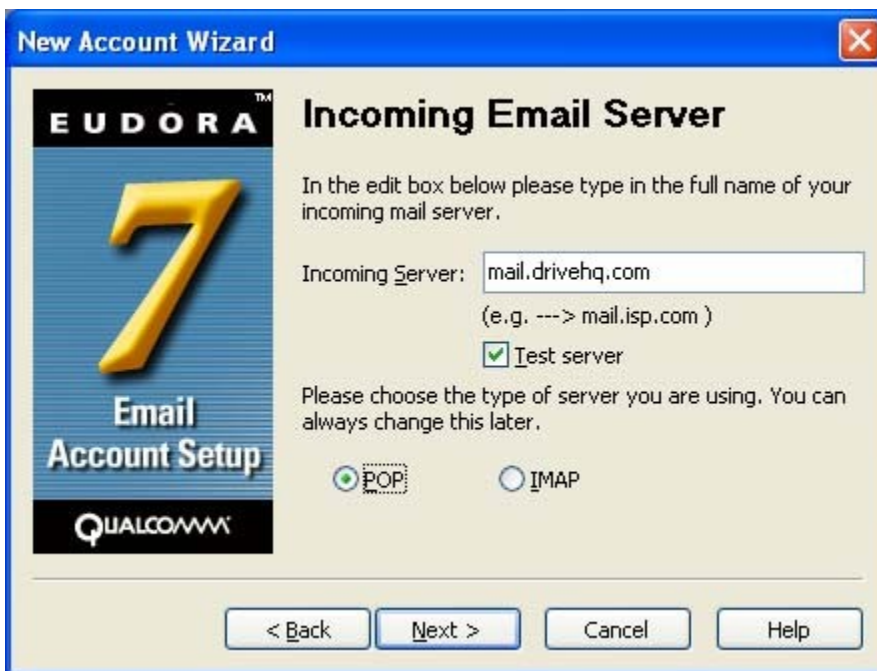 New Account Wizard
EUDORA™
7
Email
Account Setup
QUALCOMM
Incoming Email Server
In the edit box below please type in the full name of your
incoming mail server.
Incoming Server: mail.drivehq.com
(e.g. ---> mail.isp.com )
Test server
Please choose the type of server you are using. You can
always change this later.
POP IMAP
< Back Next > Cancel Help